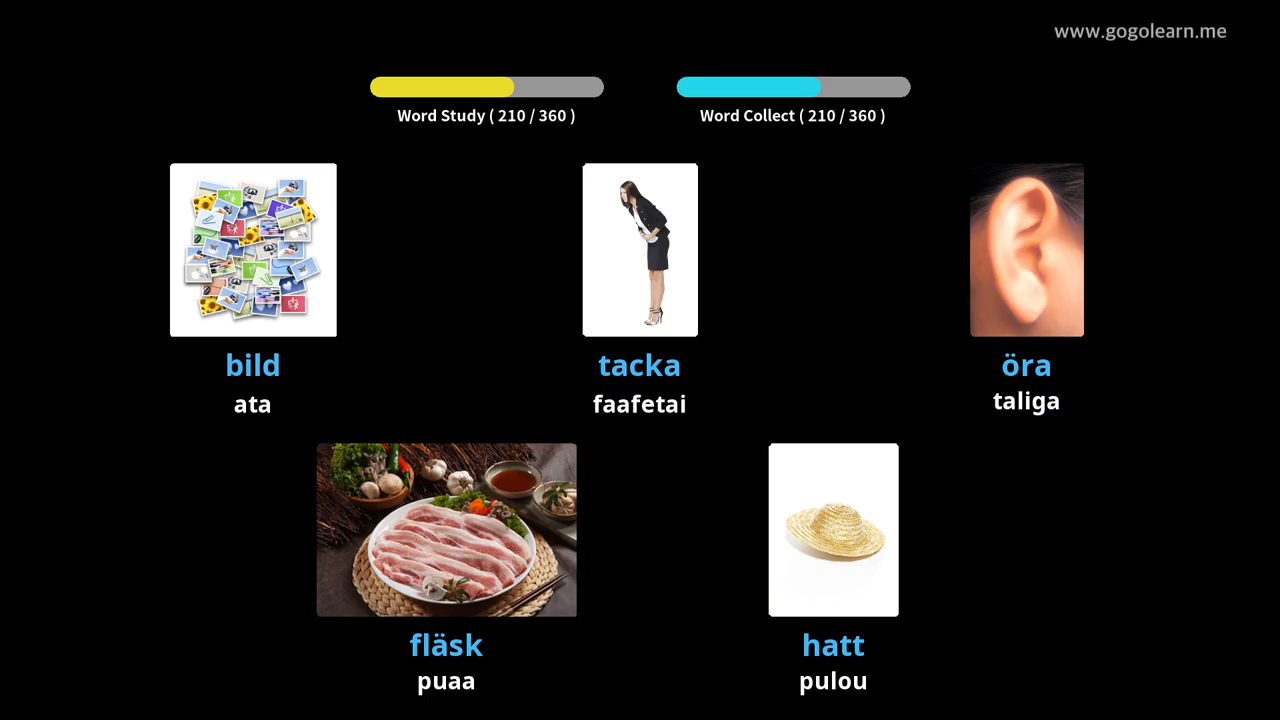 www.gogolearn.me
Word Study ( 210 / 360 )
Word Collect ( 210 / 360 )
bild
ata
tacka
faafetai
öra
taliga
fläsk
puaa
hatt
pulou